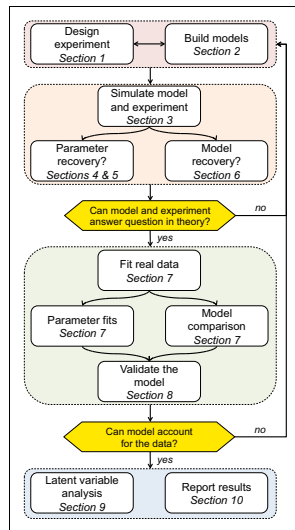 Design
experiment
Section 1
Build models
Section 2
Simulate model
and experiment
Section 3
Parameter
recovery?
Sections 4 & 5
Model
recovery?
Section 6
Can model and experiment
answer question in theory?
no
yes
Fit real data
Section 7
Parameter fits
Section 7
Model
comparison
Section 7
Validate the
model
Section 8
Can model account
for the data?
no
yes
Latent variable
analysis
Section 9
Report results
Section 10